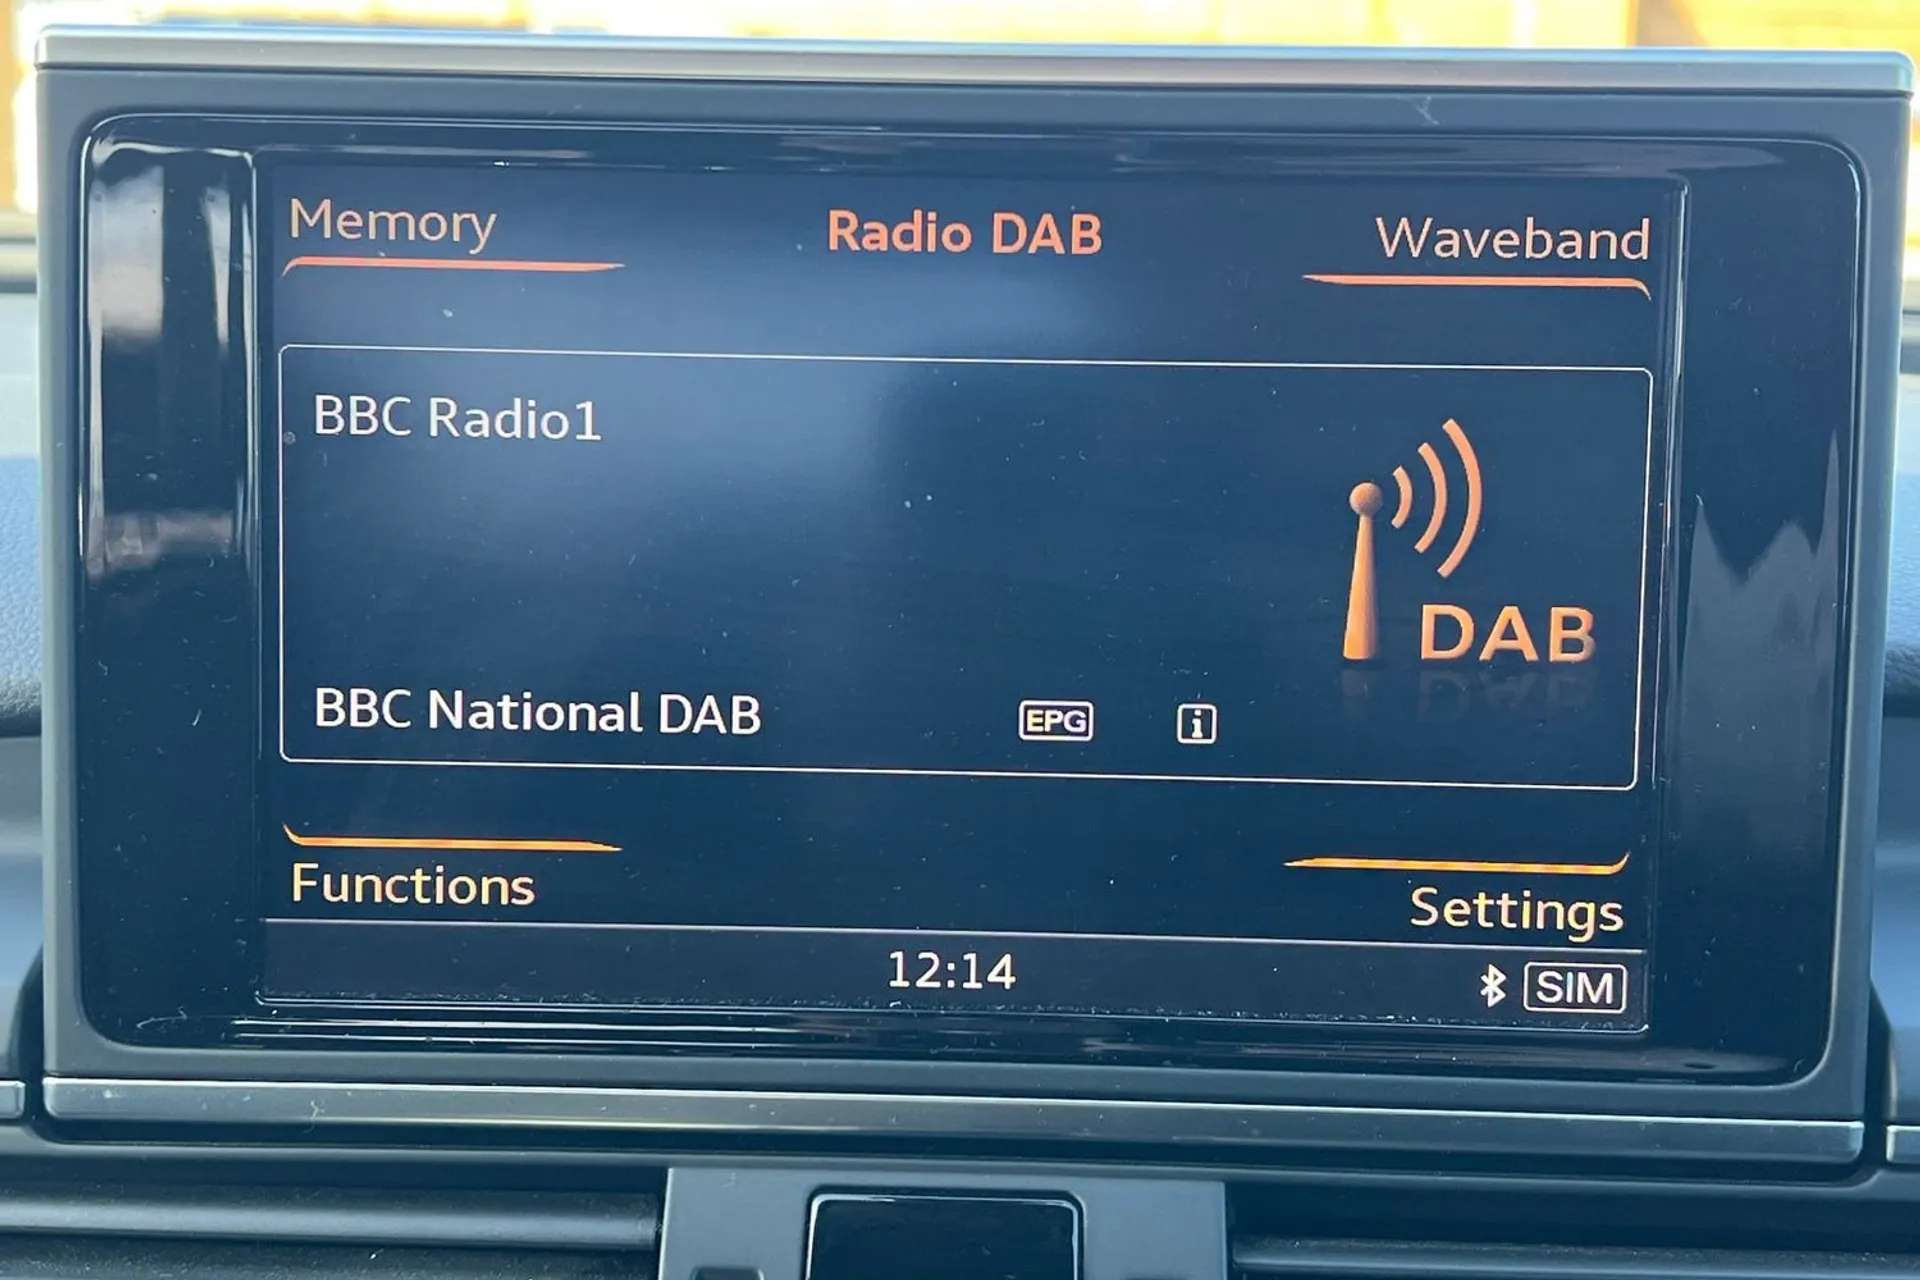 Memory
Radio DAB
Waveband
BBC Radio1
DAB
BBC National DAB
EPG
i
Functions
Settings
12:14
SIM